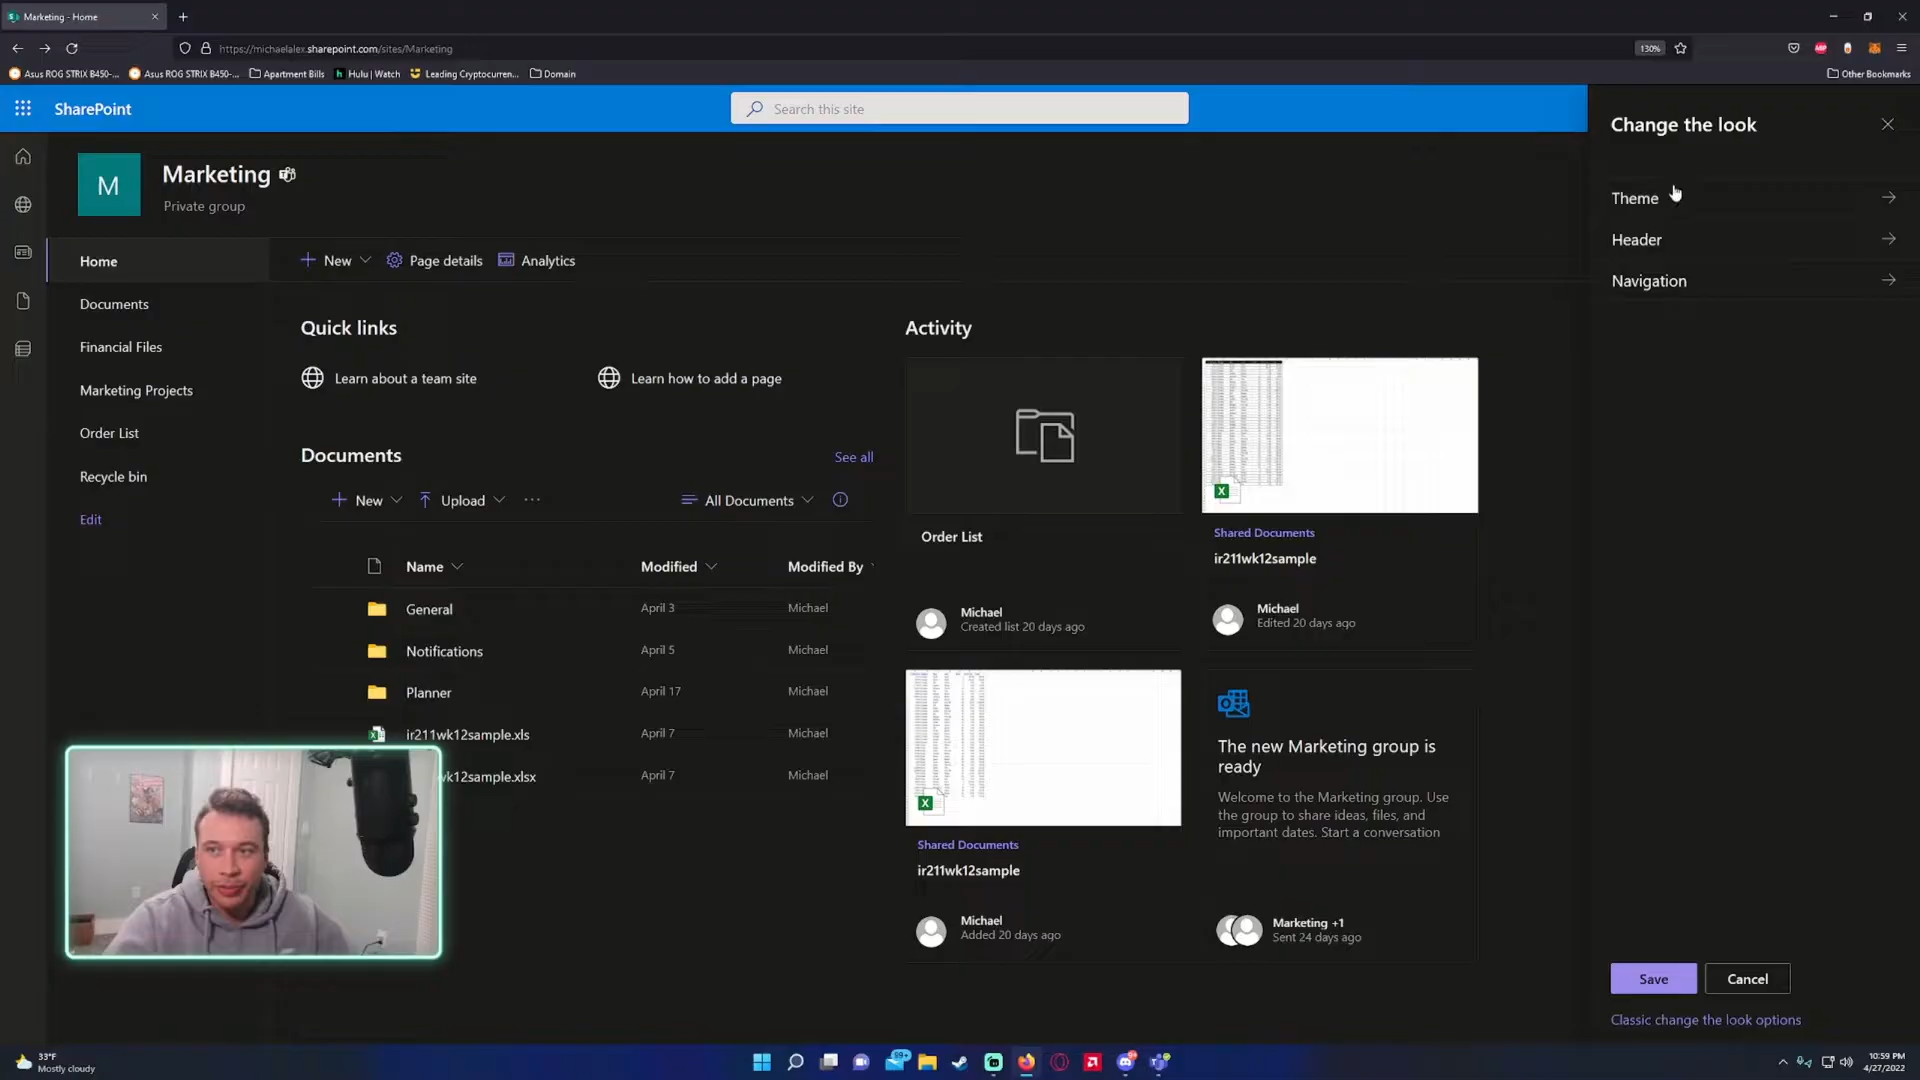 Marketing - Home
https://michaelalex.sharepoint.com/sites/Marketing
130%
Asus ROG STRIX B450-...
Asus ROG STRIX B450-...
Apartment Bills
Hulu | Watch
Leading Cryptocurren...
Domain
Other Bookmarks
SharePoint
Search this site
Change the look
M
Marketing
Private group
Theme
Header
Navigation
Home
Documents
Financial Files
Marketing Projects
Order List
Recycle bin
Edit
New
Page details
Analytics
Quick links
Learn about a team site
Learn how to add a page
Documents
See all
New
Upload
...
All Documents
Name
Modified
Modified By
General
April 3
Michael
Notifications
April 5
Michael
Planner
April 17
Michael
ir211wk12sample.xls
April 7
Michael
vk12sample.xlsx
April 7
Michael
Activity
Order List
Michael
Created list 20 days ago
Shared Documents
ir211wk12sample
Michael
Edited 20 days ago
Shared Documents
ir211wk12sample
Michael
Added 20 days ago
The new Marketing group is
ready
Welcome to the Marketing group. Use
the group to share ideas, files, and
important dates. Start a conversation
Marketing +1
Sent 24 days ago
Save
Cancel
Classic change the look options
33°F
Mostly cloudy
99+
10:59 PM
4/27/2022